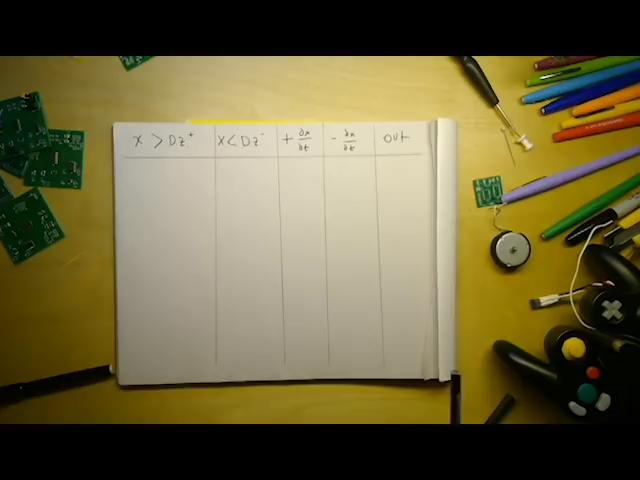 x > Dz⁺ x < Dz⁻ + ∂x/∂t - ∂x/∂t out